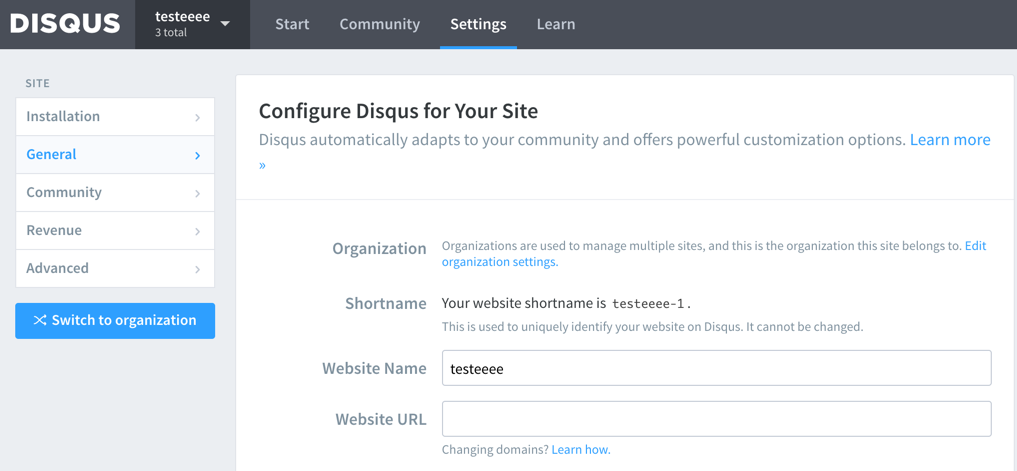 DISQUS
testeeee
3 total
Start
Community
Settings
Learn
SITE
Installation
General
Community
Revenue
Advanced
Switch to organization
Configure Disqus for Your Site
Disqus automatically adapts to your community and offers powerful customization options. Learn more
»
Organization
Organizations are used to manage multiple sites, and this is the organization this site belongs to. Edit
organization settings.
Shortname
Your website shortname is testeeee-1.
This is used to uniquely identify your website on Disqus. It cannot be changed.
Website Name
testeeee
Website URL
Changing domains? Learn how.